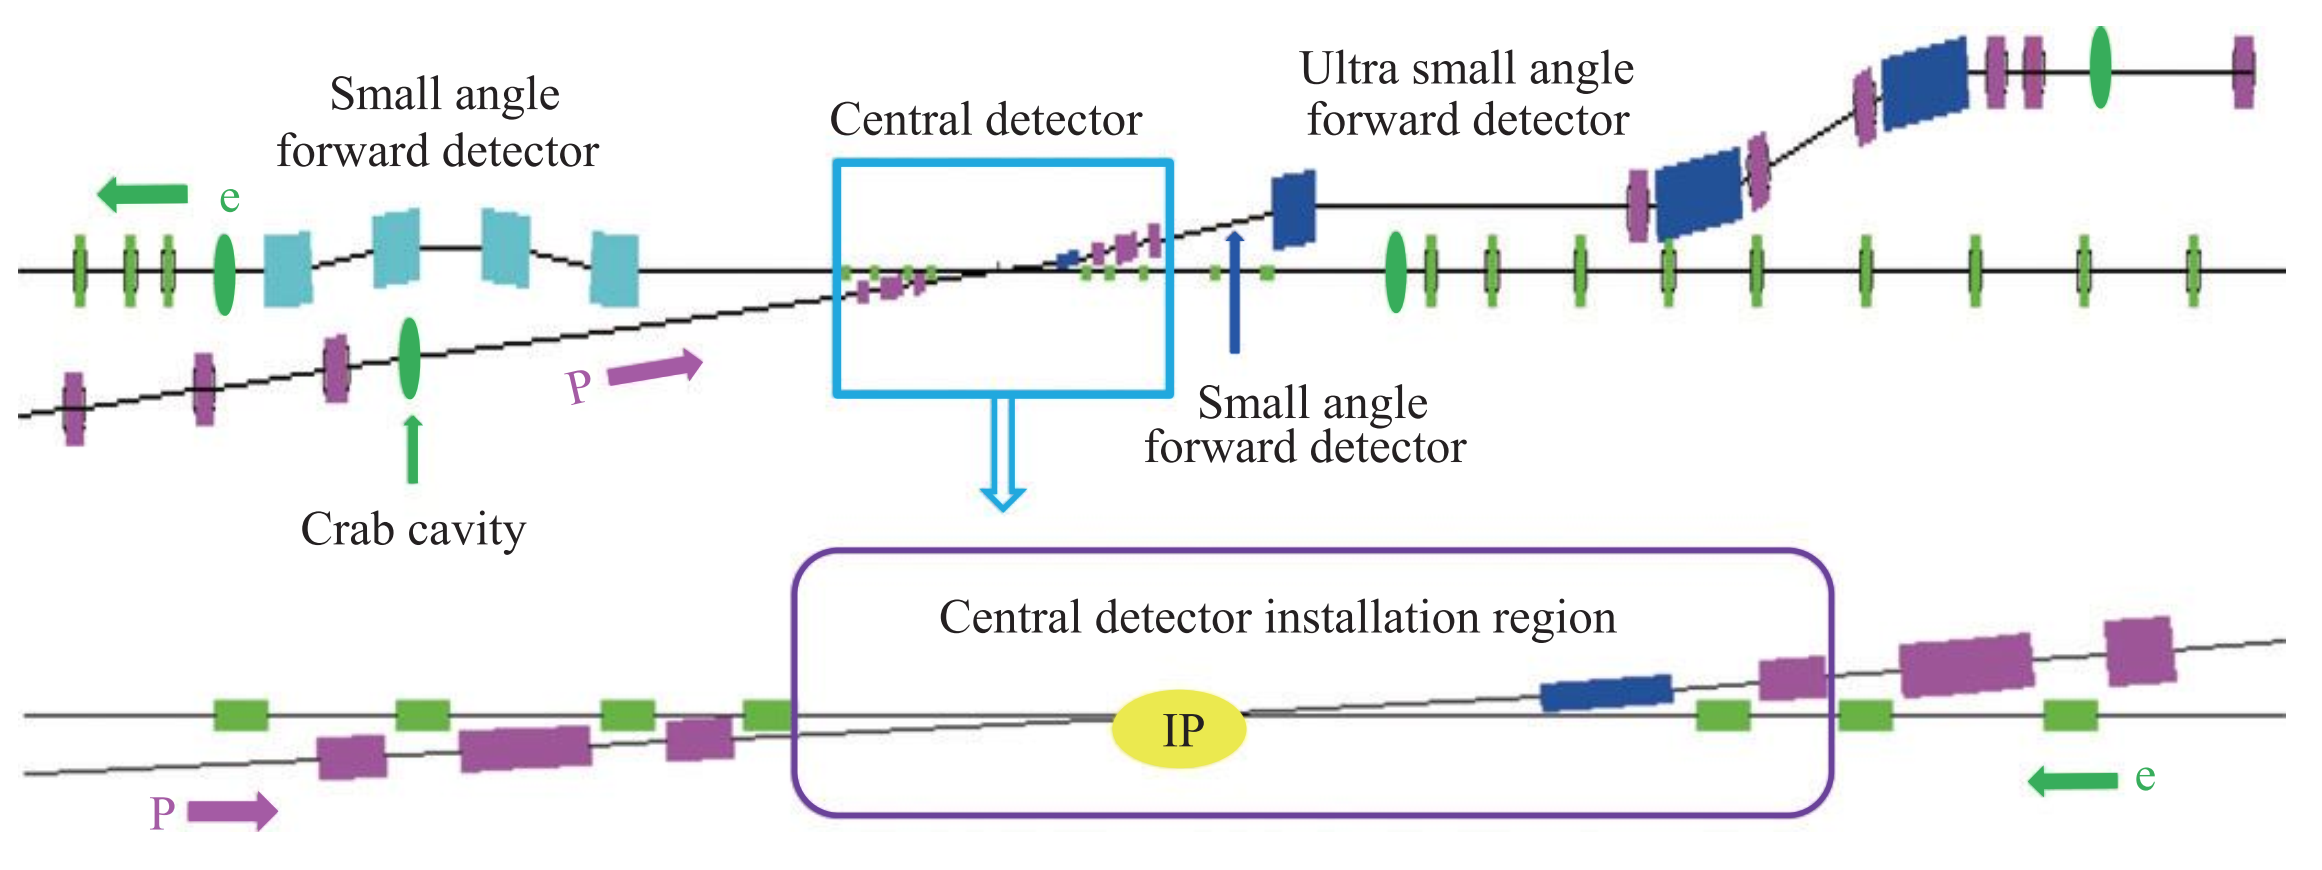 Small angle
forward detector
Central detector
Ultra small angle
forward detector
e
P
Small angle
forward detector
Crab cavity
Central detector installation region
IP
P
e